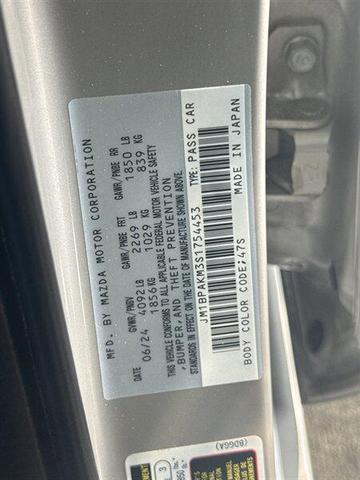 MFD. BY MAZDA MOTOR CORPORATION
GVWR/PNBV GAWR/PNBE FRT GAWR/PNBE RR
06/24 4092LB 2269 LB 1850 LB
1856KG 1029 KG 839 KG
THIS VEHICLE CONFORMS TO ALL APPLICABLE FEDERAL MOTOR VEHICLE SAFETY
,BUMPER,AND THEFT PREVENTION
STANDARDS IN EFFECT ON THE DATE OF MANUFACTURE SHOWN ABOVE.
JM1BPAKM3S1754453 TYPE: PASS CAR
MADE IN JAPAN
BODY COLOR CODE;47S
(BDGGA)